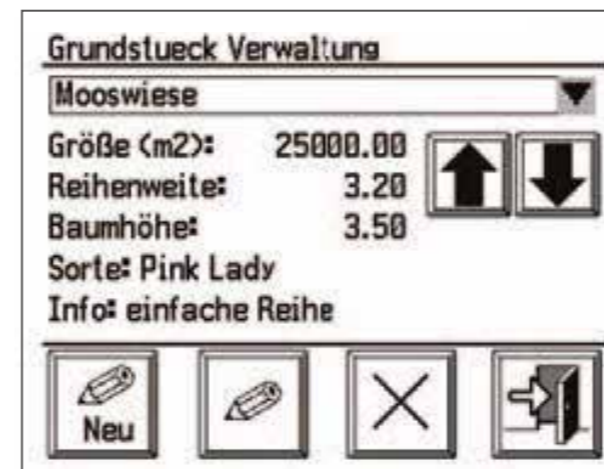 Grundstueck Verwaltung
Mooswiese
Größe (m2): 25000.00
Reihenweite: 3.20
Baumhöhe: 3.50
Sorte: Pink Lady
Info: einfache Reihe
Neu